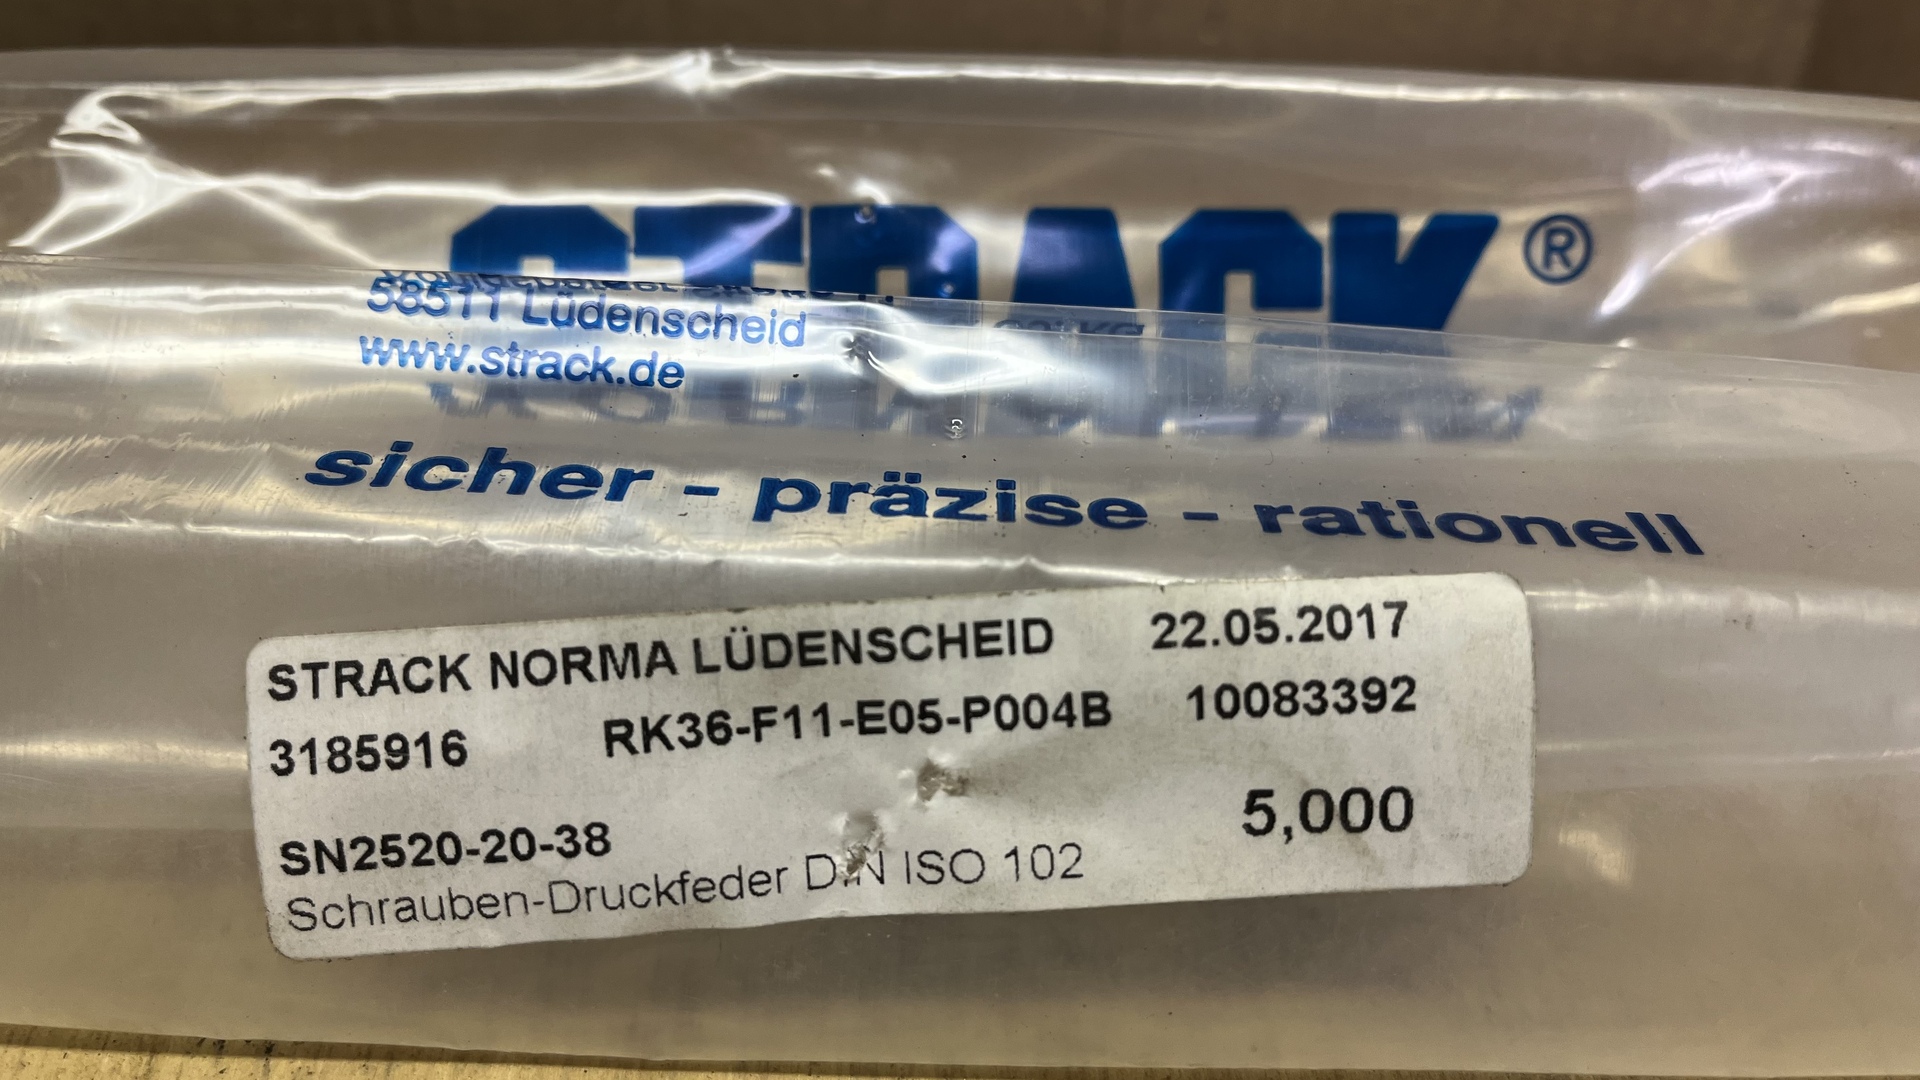 STRACK®
58511 Lüdenscheid
www.strack.de
sicher - präzise - rationell
STRACK NORMA LÜDENSCHEID 22.05.2017
3185916 RK36-F11-E05-P004B 10083392
5,000
SN2520-20-38
Schrauben-Druckfeder DIN ISO 102